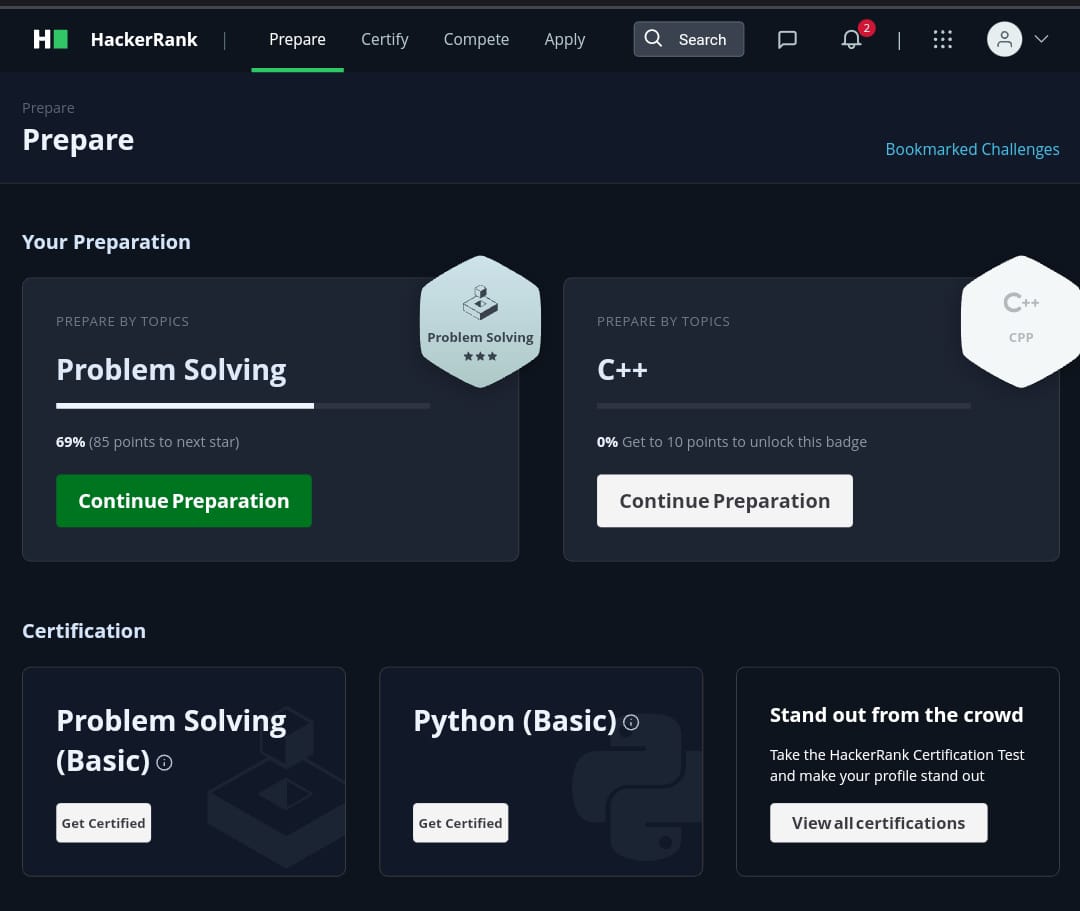 H HackerRank | Prepare Certify Compete Apply Search 2 |
Prepare
Prepare
Bookmarked Challenges
Your Preparation
PREPARE BY TOPICS
Problem Solving
69% (85 points to next star)
Continue Preparation
Problem Solving
PREPARE BY TOPICS
C++
0% Get to 10 points to unlock this badge
Continue Preparation
C++
CPP
Certification
Problem Solving
(Basic)
Get Certified
Python (Basic)
Get Certified
Stand out from the crowd
Take the HackerRank Certification Test
and make your profile stand out
View all certifications